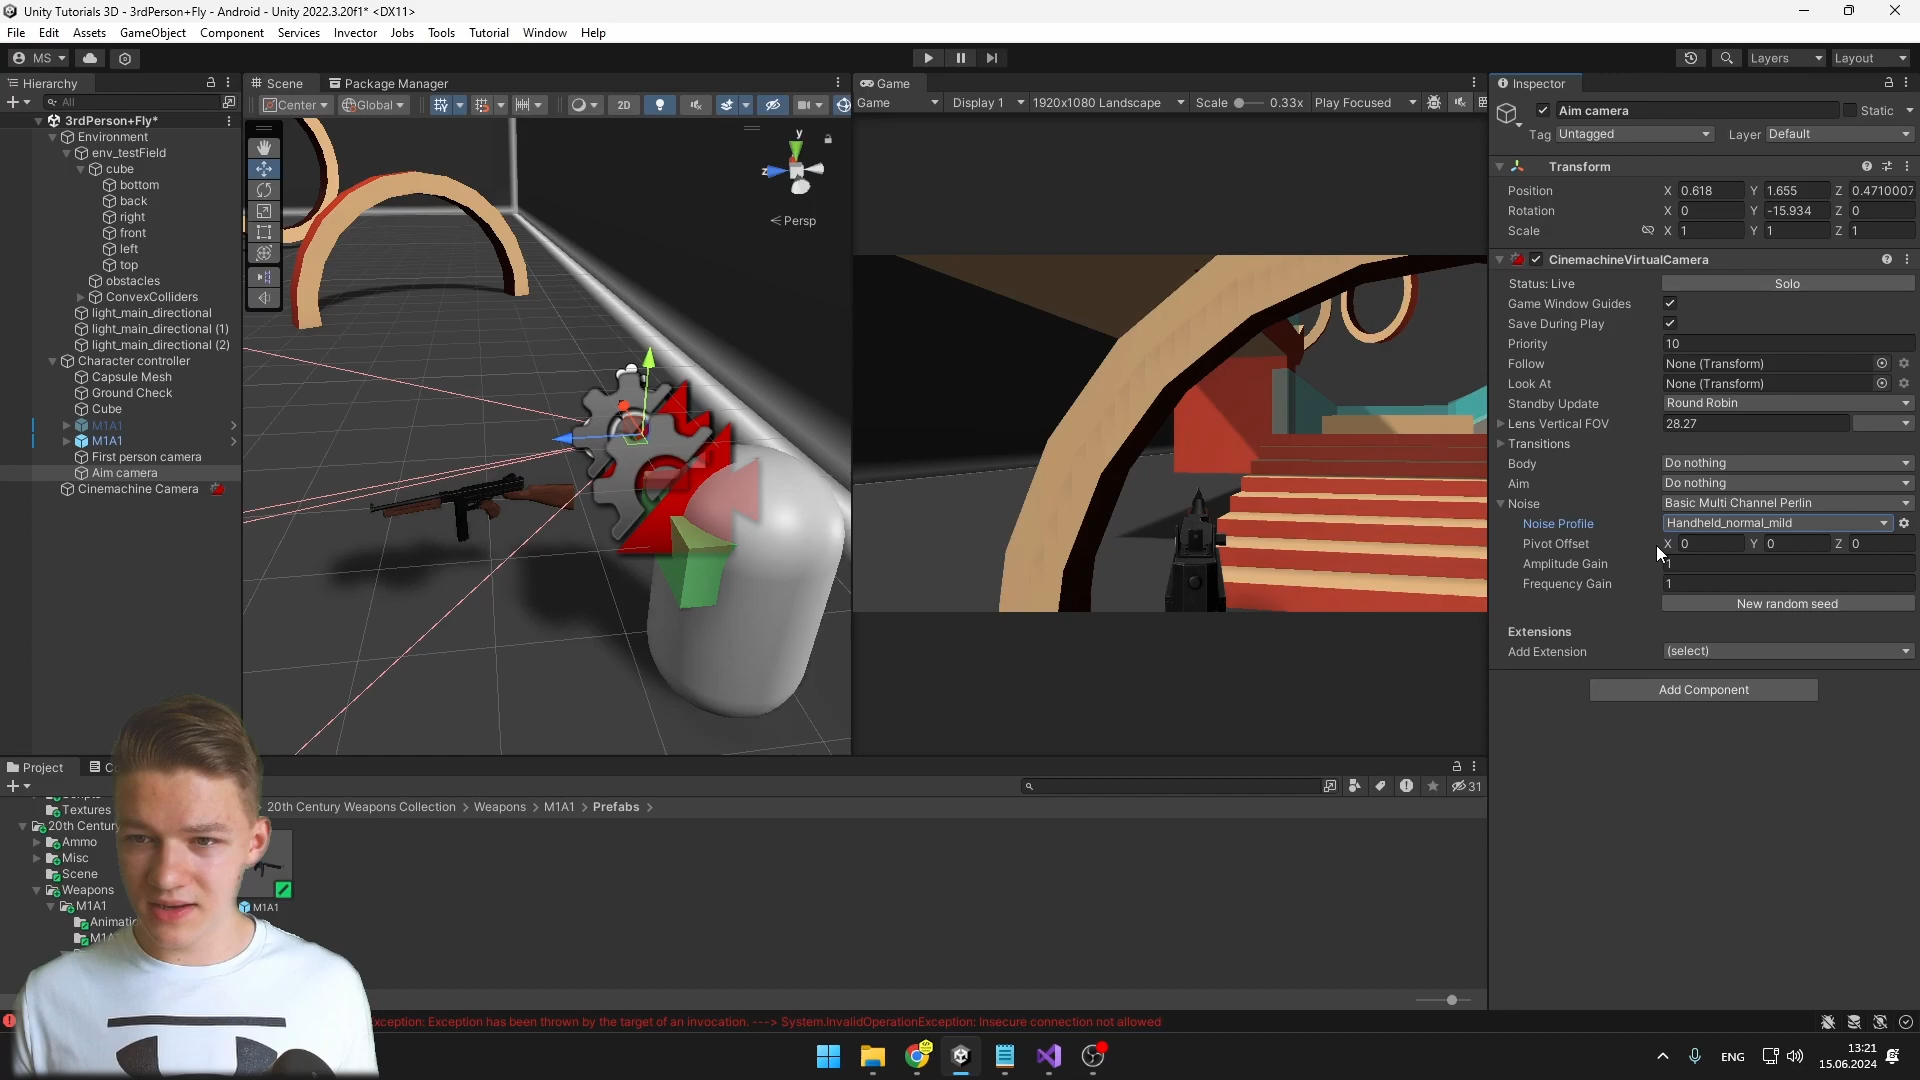 Unity Tutorials 3D - 3rdPerson+Fly - Android - Unity 2022.3.20f1* <DX11>
File Edit Assets GameObject Component Services Invector Jobs Tools Tutorial Window Help
MS Layers Layout
Hierarchy
All
3rdPerson+Fly*
Environment
env_testField
cube
bottom
back
right
front
left
top
obstacles
ConvexColliders
light_main_directional
light_main_directional (1)
light_main_directional (2)
Character controller
Capsule Mesh
Ground Check
Cube
M1A1
M1A1
First person camera
Aim camera
Cinemachine Camera
Scene Package Manager
Center Global 2D
y
z
Persp
Game
Game Display 1 1920x1080 Landscape Scale 0.33x Play Focused
Inspector
Aim camera Static
Tag Untagged Layer Default
Transform
Position X 0.618 Y 1.655 Z 0.4710007
Rotation X 0 Y -15.934 Z 0
Scale X 1 Y 1 Z 1
CinemachineVirtualCamera
Status: Live Solo
Game Window Guides
Save During Play
Priority 10
Follow None (Transform)
Look At None (Transform)
Standby Update Round Robin
Lens Vertical FOV 28.27
Transitions
Body Do nothing
Aim Do nothing
Noise Basic Multi Channel Perlin
Noise Profile Handheld_normal_mild
Pivot Offset X 0 Y 0 Z 0
Amplitude Gain 1
Frequency Gain 1
New random seed
Extensions
Add Extension (select)
Add Component
Project
31
20th Century Weapons Collection > Weapons > M1A1 > Prefabs >
Textures
20th Century
Ammo
Misc
Scene
Weapons
M1A1
M1A1
Exception has been thrown by the target of an invocation. ---> System.InvalidOperationException: Insecure connection not allowed
ENG
13:21
15.06.2024